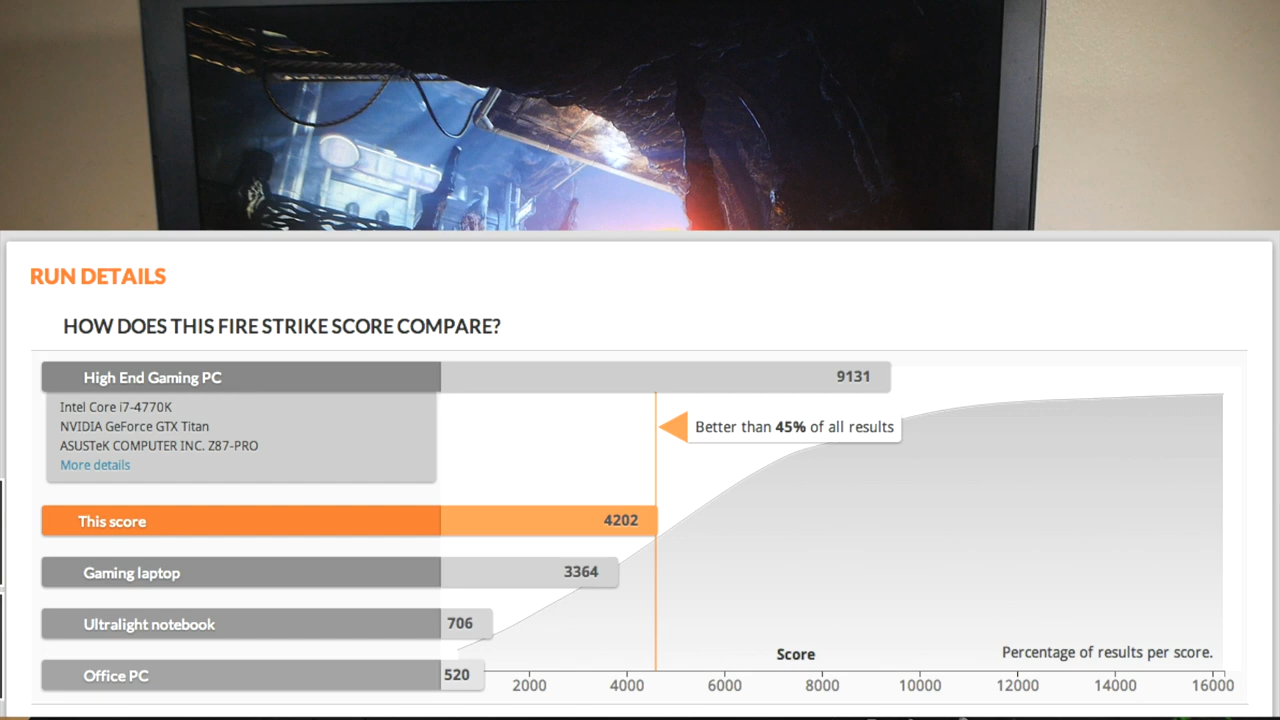 RUN DETAILS
HOW DOES THIS FIRE STRIKE SCORE COMPARE?
High End Gaming PC 9131
Intel Core i7-4770K
NVIDIA GeForce GTX Titan
ASUSTeK COMPUTER INC. Z87-PRO
More details
Better than 45% of all results
This score 4202
Gaming laptop 3364
Ultralight notebook 706
Office PC 520
Score
Percentage of results per score.
2000 4000 6000 8000 10000 12000 14000 16000